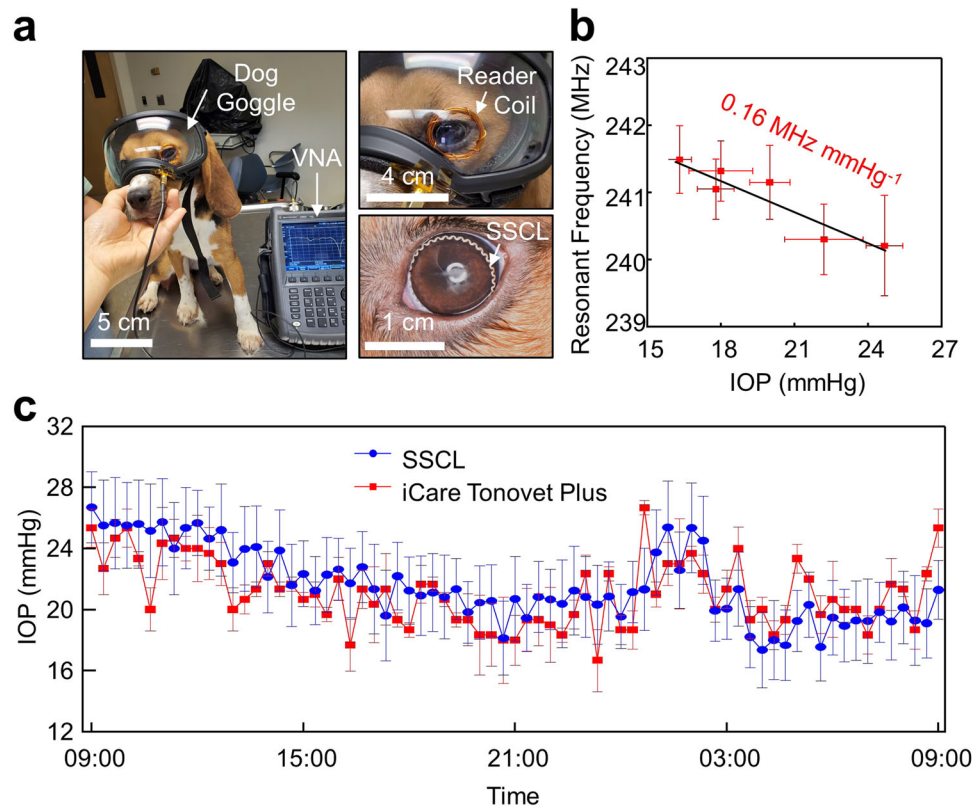 a
Dog
Goggle
VNA
5 cm
Reader
Coil
4 cm
SSCL
1 cm
b
Resonant Frequency (MHz)
243
242
241
240
239
0.16 MHz mmHg⁻¹
15
18
21
24
27
IOP (mmHg)
c
IOP (mmHg)
32
28
24
20
16
12
SSCL
iCare Tonovet Plus
09:00
15:00
21:00
03:00
09:00
Time